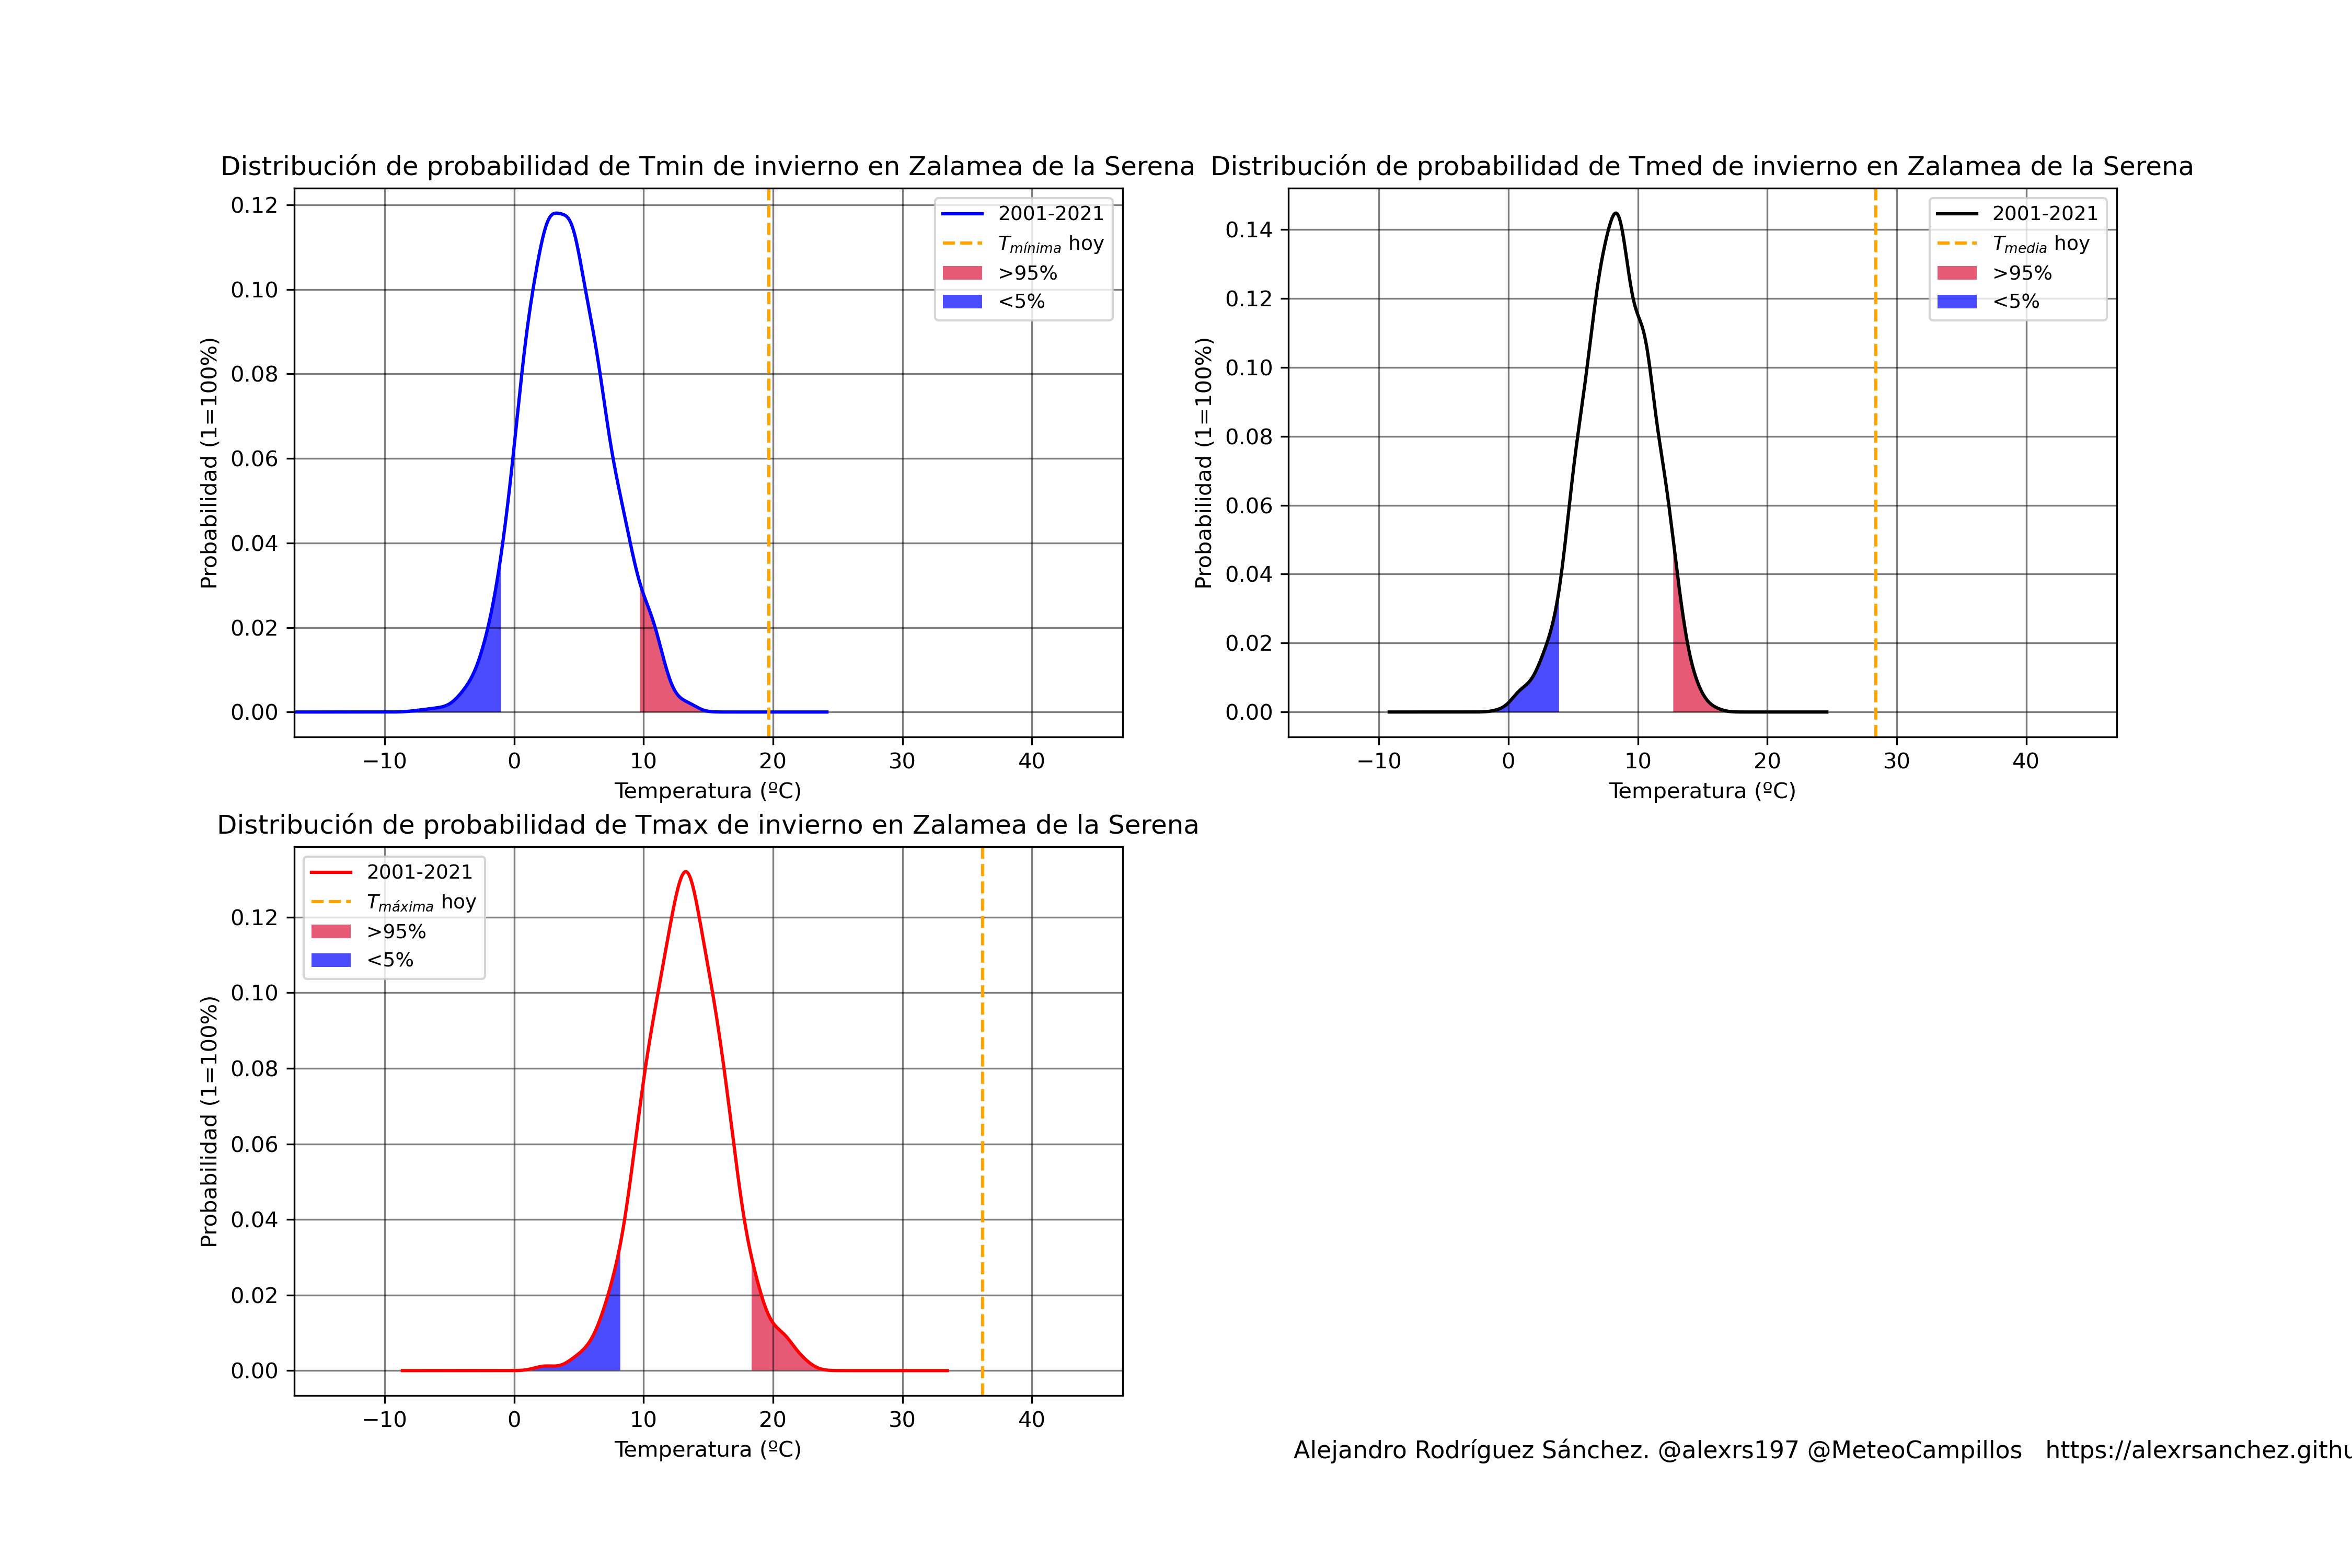 Distribución de probabilidad de Tmin de invierno en Zalamea de la Serena
0.12
0.10
0.08
0.06
0.04
0.02
0.00
Probabilidad (1=100%)
−10 0 10 20 30 40
Temperatura (ºC)
2001-2021
Tmínima hoy
>95%
<5%
Distribución de probabilidad de Tmed de invierno en Zalamea de la Serena
0.14
0.12
0.10
0.08
0.06
0.04
0.02
0.00
Probabilidad (1=100%)
−10 0 10 20 30 40
Temperatura (ºC)
2001-2021
Tmedia hoy
>95%
<5%
Distribución de probabilidad de Tmax de invierno en Zalamea de la Serena
0.12
0.10
0.08
0.06
0.04
0.02
0.00
Probabilidad (1=100%)
−10 0 10 20 30 40
Temperatura (ºC)
2001-2021
Tmáxima hoy
>95%
<5%
Alejandro Rodríguez Sánchez. @alexrs197 @MeteoCampillos https://alexrsanchez.githu